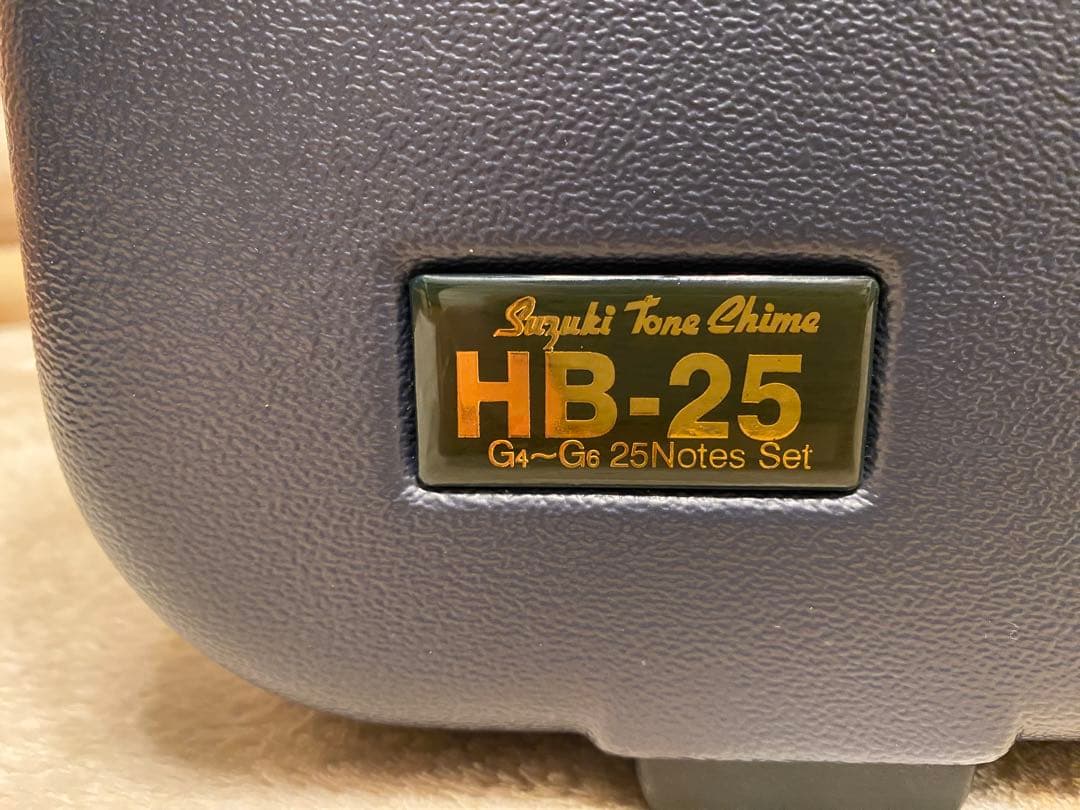 Suzuki Tone Chime
HB-25
G4~G6 25Notes Set